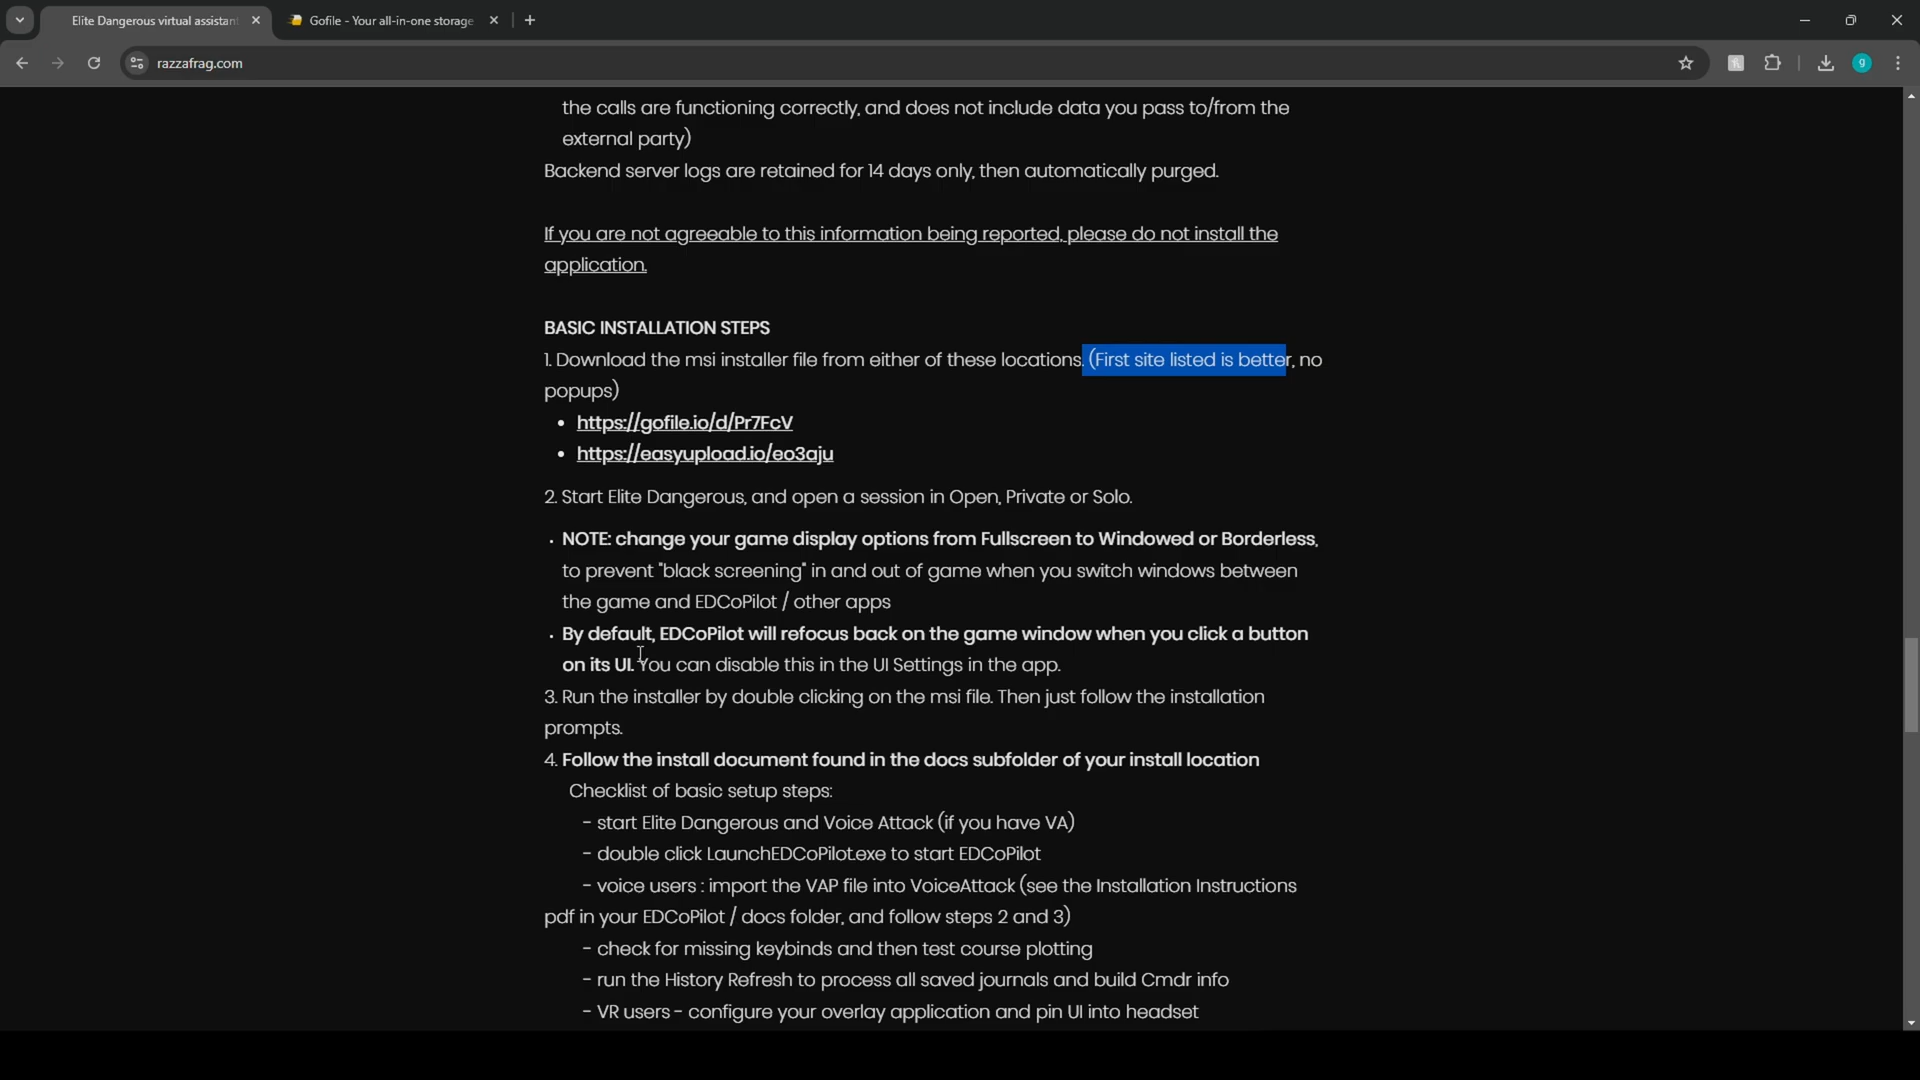 Elite Dangerous virtual assistant
Gofile - Your all-in-one storage
razzafrag.com
g
the calls are functioning correctly, and does not include data you pass to/from the
external party)
Backend server logs are retained for 14 days only, then automatically purged.
If you are not agreeable to this information being reported, please do not install the
application.
BASIC INSTALLATION STEPS
1. Download the msi installer file from either of these locations. (First site listed is better, no
popups)
• https://gofile.io/d/Pr7FcV
• https://easyupload.io/eo3aju
2. Start Elite Dangerous, and open a session in Open, Private or Solo.
• NOTE: change your game display options from Fullscreen to Windowed or Borderless,
to prevent "black screening" in and out of game when you switch windows between
the game and EDCoPilot / other apps
• By default, EDCoPilot will refocus back on the game window when you click a button
on its UI. You can disable this in the UI Settings in the app.
3. Run the installer by double clicking on the msi file. Then just follow the installation
prompts.
4. Follow the install document found in the docs subfolder of your install location
Checklist of basic setup steps:
- start Elite Dangerous and Voice Attack (if you have VA)
- double click LaunchEDCoPilot.exe to start EDCoPilot
- voice users : import the VAP file into VoiceAttack (see the Installation Instructions
pdf in your EDCoPilot / docs folder, and follow steps 2 and 3)
- check for missing keybinds and then test course plotting
- run the History Refresh to process all saved journals and build Cmdr info
- VR users - configure your overlay application and pin UI into headset